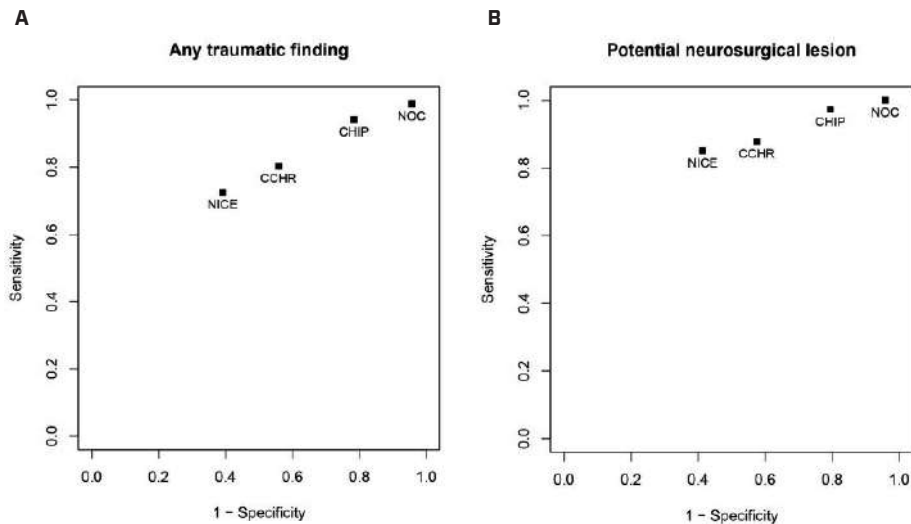 A
Any traumatic finding
1.0
0.8
0.6
0.4
0.2
0.0
Sensitivity
NOC
CHIP
CCHR
NICE
0.0 0.2 0.4 0.6 0.8 1.0
1 − Specificity
B
Potential neurosurgical lesion
1.0
0.8
0.6
0.4
0.2
0.0
Sensitivity
NOC
CHIP
CCHR
NICE
0.0 0.2 0.4 0.6 0.8 1.0
1 − Specificity